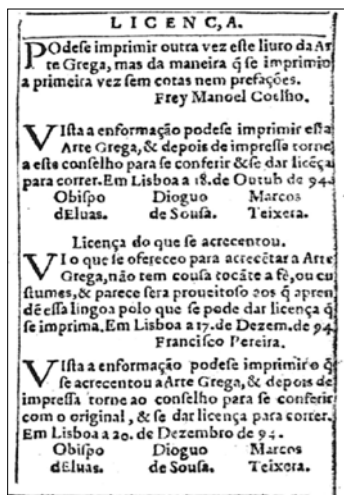 LICENC,A.
POdeſe imprimir outra vez eſte liuro da Ar
te Grega, mas da maneira q̃ ſe imprimio
a primeira vez ſem cotas nem prefações.
Frey Manoel Coelho.
VIſta a enformação podeſe imprimir eſta
Arte Grega, & depois de impreſſa torne
a eſte conſelho para ſe conferir & ſe dar licẽça
para correr. Em Lisboa a 18. de Outub de 94.
Obiſpo Dioguo Marcos
dEluas. de Souſa. Teixera.
Licença do que ſe acrecentou.
VI o que ſe ofereceo para acrecẽtar a Arte
Grega, não tem couſa tocãte a fè, ou cu
ſtumes, & parece ſera proueitoſo aos q̃ apren
dẽ eſſa lingoa polo que ſe pode dar licença q̃
ſe imprima. Em Lisboa a 17. de Dezem. de 94
Franciſco Pereira.
VIſta a enformação podeſe imprimir o q̃
ſe acrecentou a Arte Grega, & depois de
impreſſa torne ao conſelho para ſe conferir
com o original, & ſe dar licença para correr.
Em Lisboa a 20. de Dezembro de 94.
Obiſpo Dioguo Marcos
dEluas. de Souſa. Teixera.